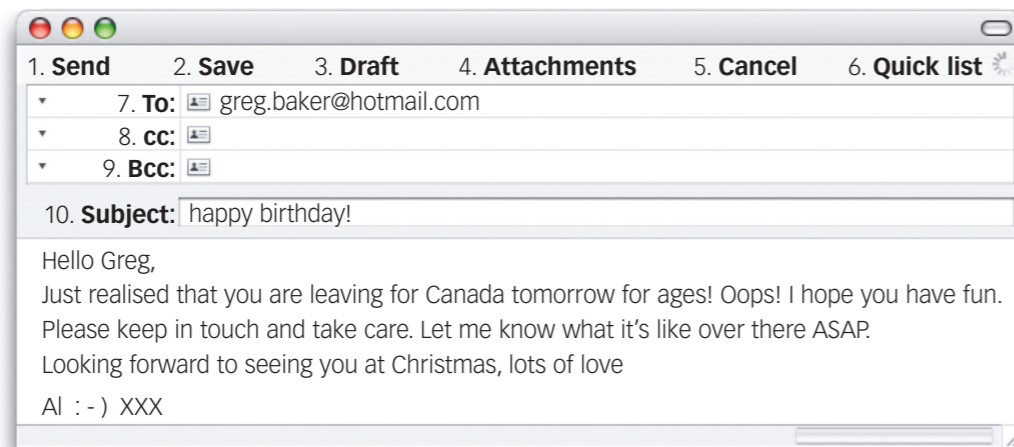 1. Send 2. Save 3. Draft 4. Attachments 5. Cancel 6. Quick list
7. To: greg.baker@hotmail.com
8. cc:
9. Bcc:
10. Subject: happy birthday!
Hello Greg,
Just realised that you are leaving for Canada tomorrow for ages! Oops! I hope you have fun.
Please keep in touch and take care. Let me know what it's like over there ASAP.
Looking forward to seeing you at Christmas, lots of love
Al : - ) XXX